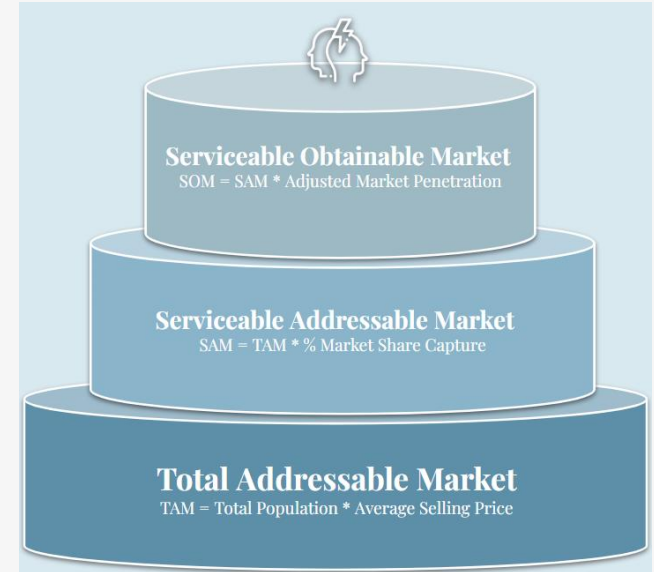 Serviceable Obtainable Market
SOM = SAM * Adjusted Market Penetration
Serviceable Addressable Market
SAM = TAM * % Market Share Capture
Total Addressable Market
TAM = Total Population * Average Selling Price